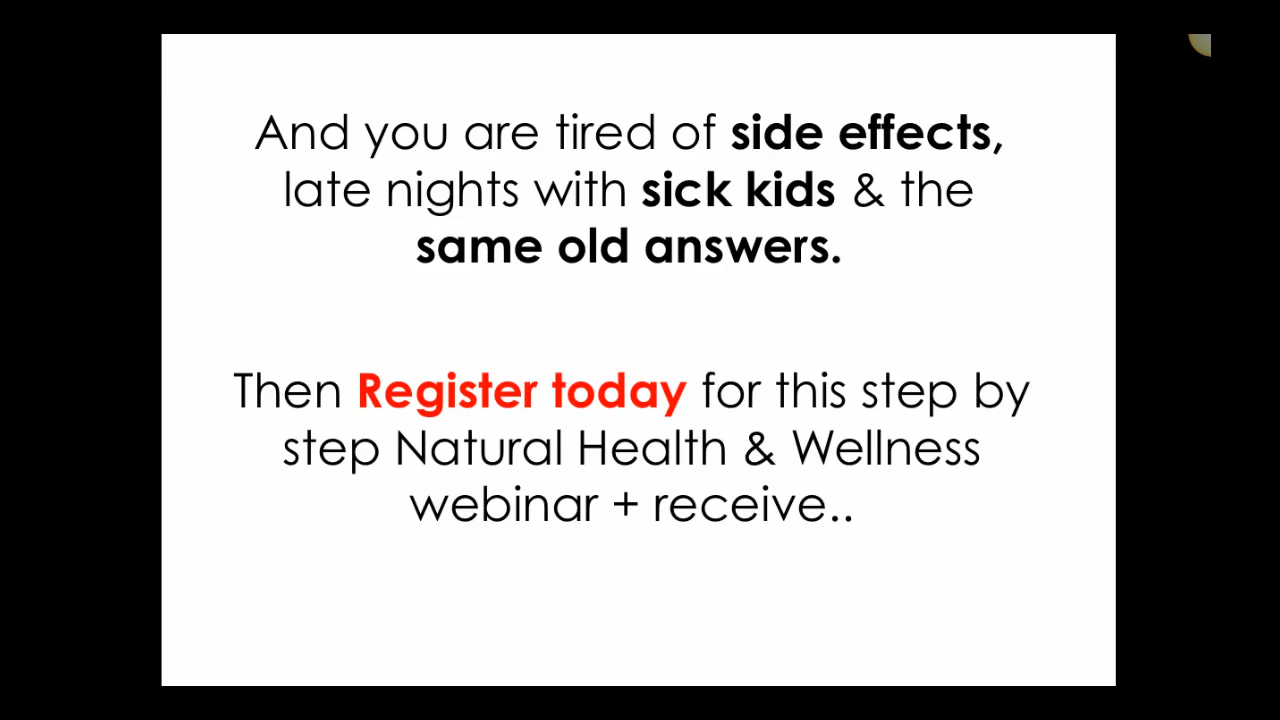 And you are tired of side effects,
late nights with sick kids & the
same old answers.
Then Register today for this step by
step Natural Health & Wellness
webinar + receive..